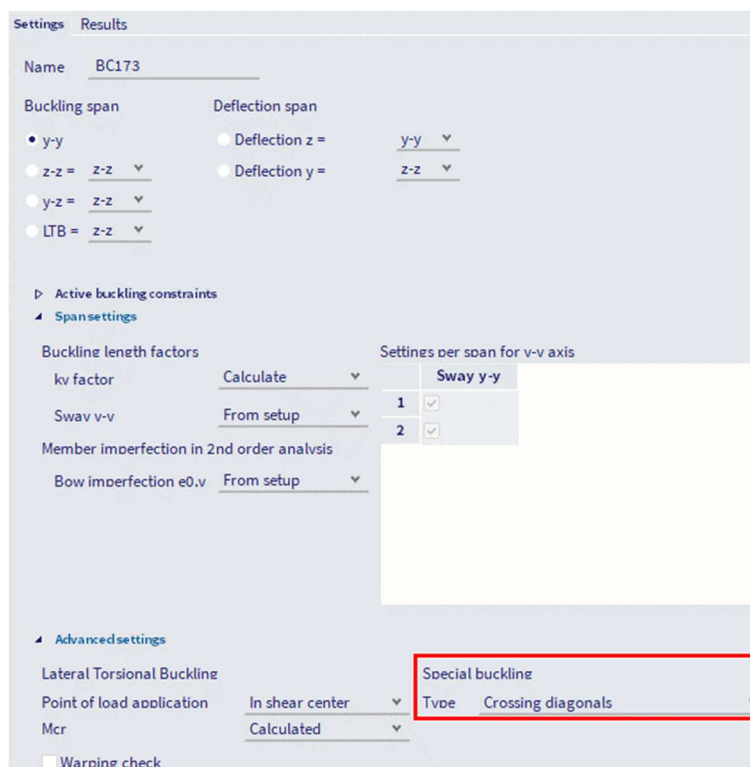 Settings Results
Name BC173
Buckling span Deflection span
y-y Deflection z = y-y
z-z = z-z Deflection y = z-z
y-z = z-z
LTB = z-z
Active buckling constraints
Span settings
Buckling length factors Settings per span for y-y axis
ky factor Calculate Sway y-y
1
Sway y-y From setup
2
Member imperfection in 2nd order analysis
Bow imperfection e0,y From setup
Advanced settings
Lateral Torsional Buckling Special buckling
Point of load application In shear center Type Crossing diagonals
Mcr Calculated
Warping check